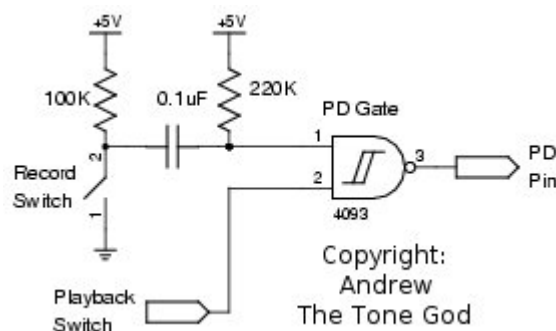 +5V
+5V
100K
0.1uF
220K
PD Gate
1
2
3
PD
Pin
Record
Switch
2
1
4093
Playback
Switch
Copyright:
Andrew
The Tone God